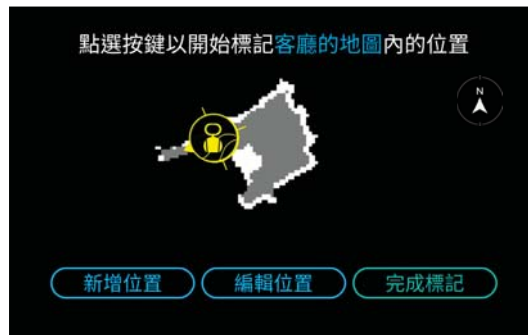 點選按鍵以開始標記客廳的地圖內的位置
N
新增位置
編輯位置
完成標記